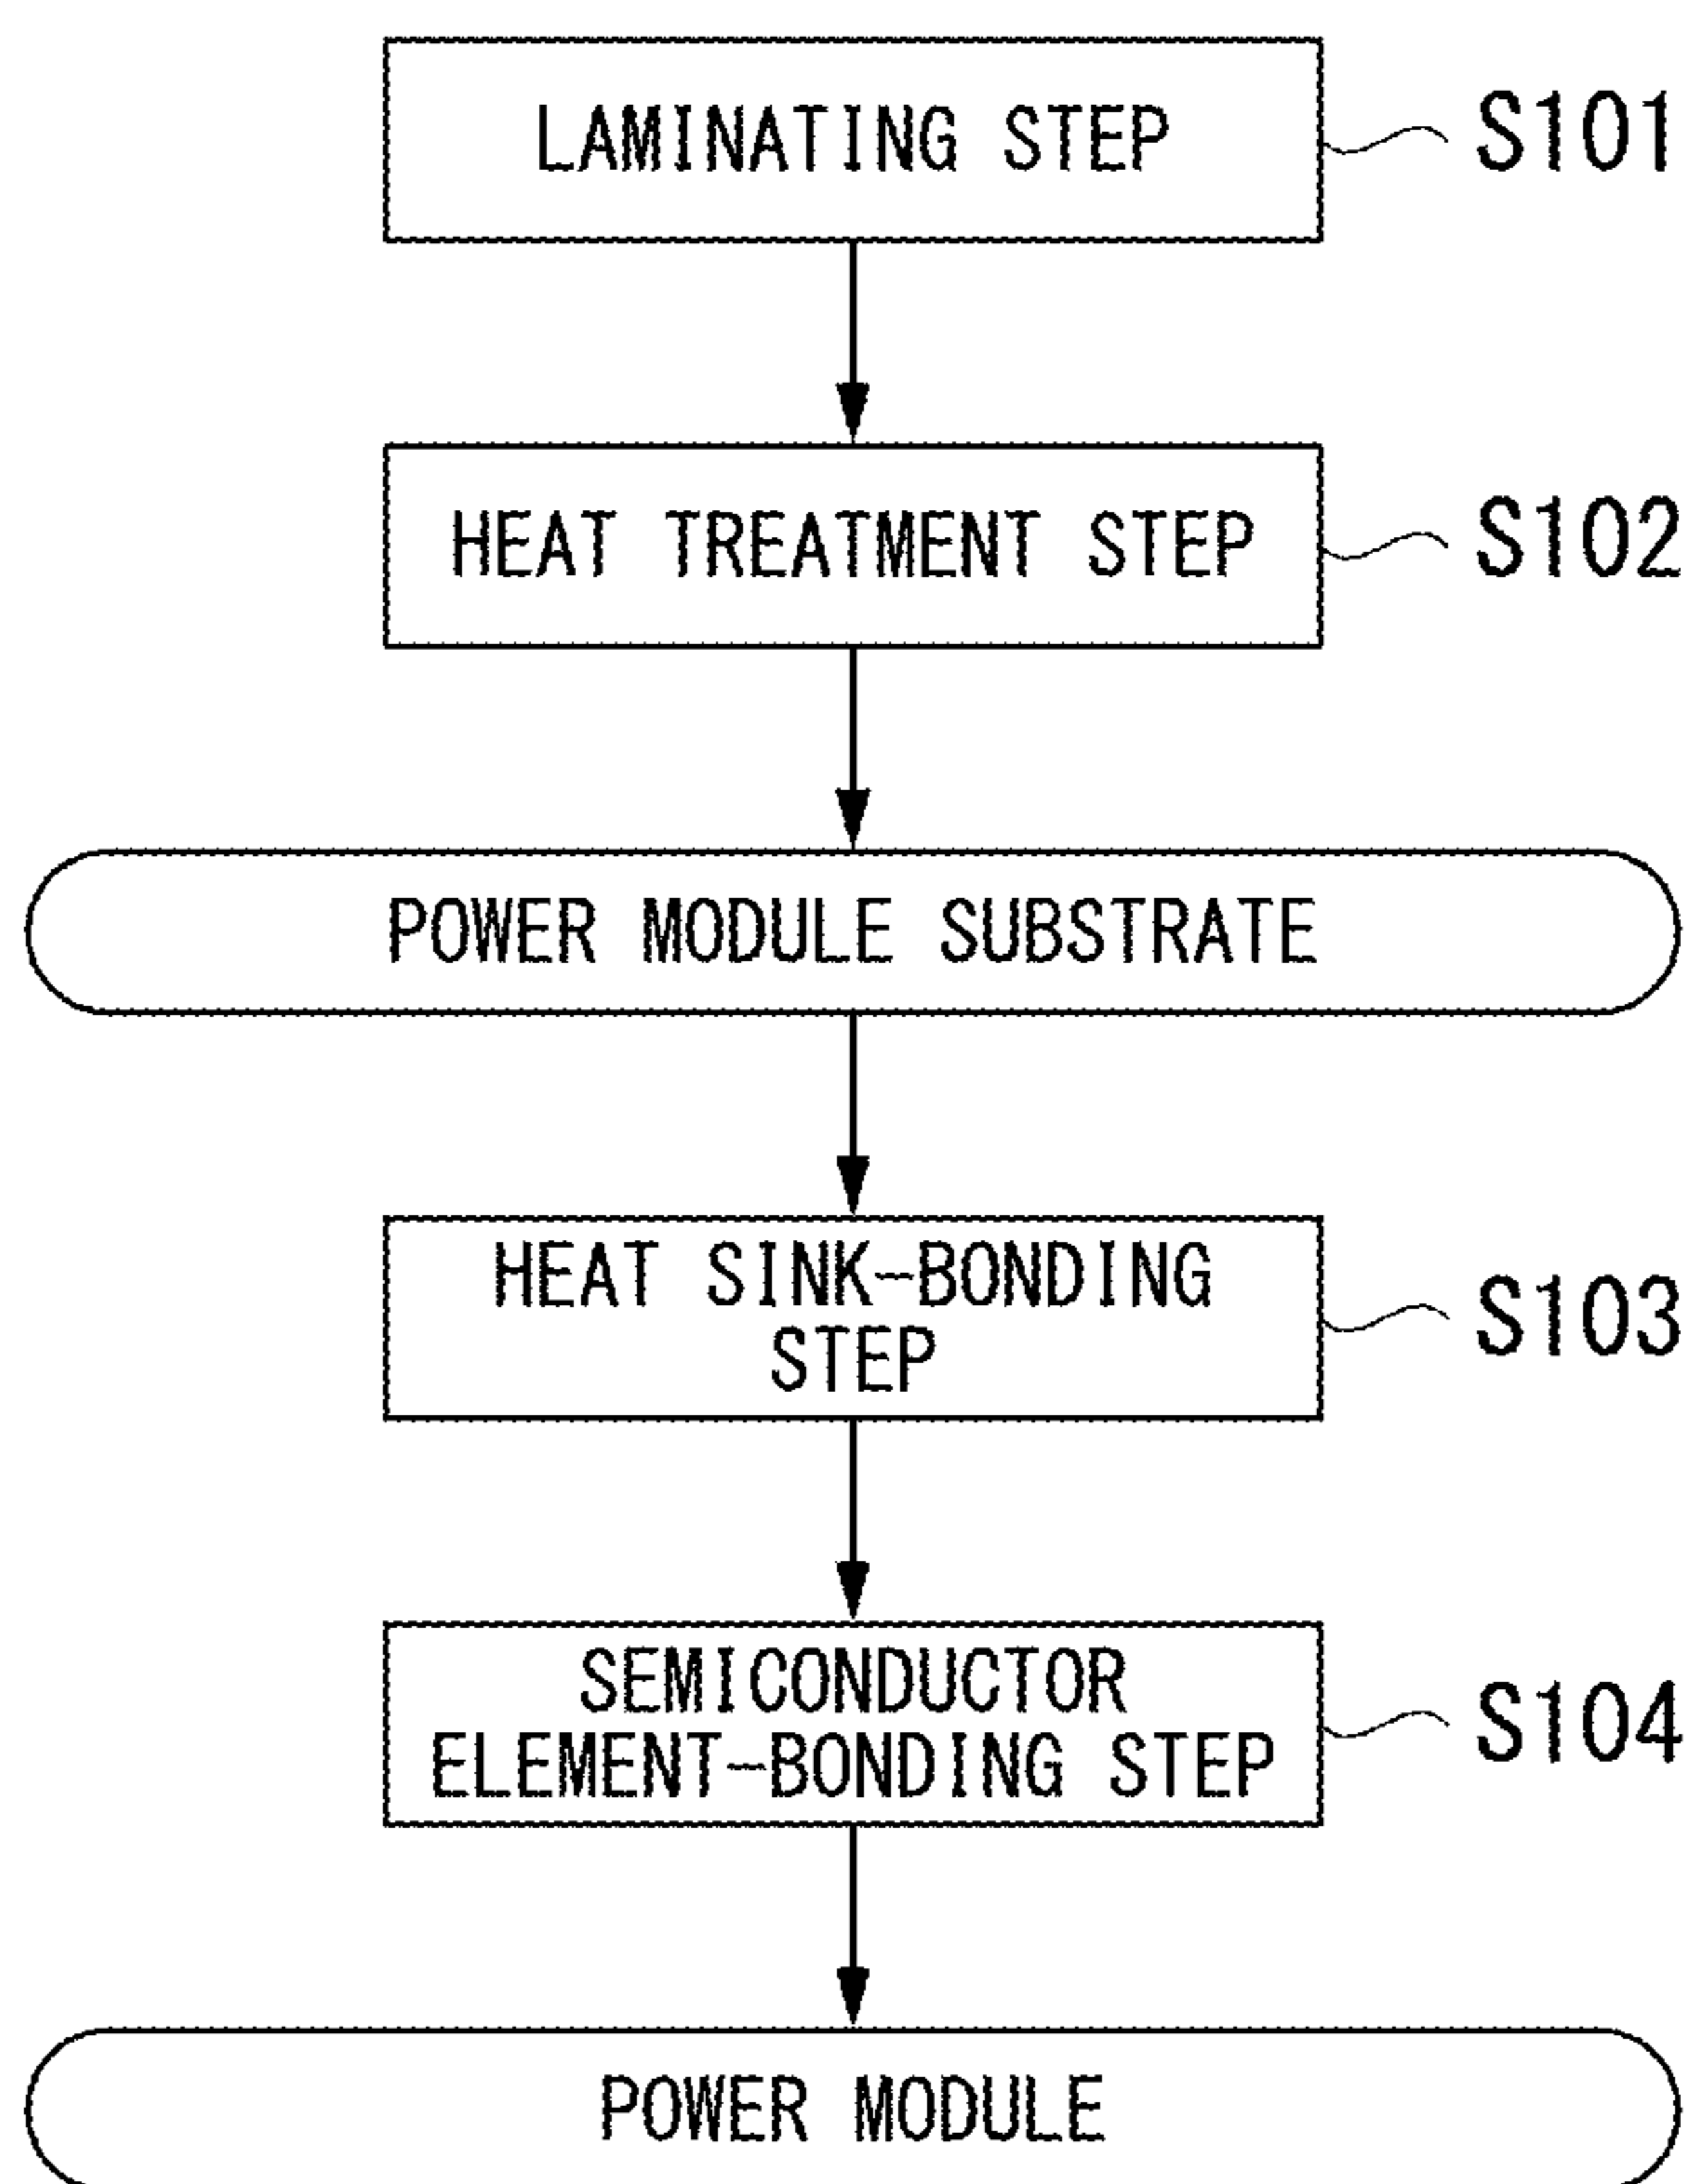 LAMINATING STEP
S101
HEAT TREATMENT STEP
S102
POWER MODULE SUBSTRATE
HEAT SINK-BONDING
STEP
S103
SEMICONDUCTOR
ELEMENT-BONDING STEP
S104
POWER MODULE